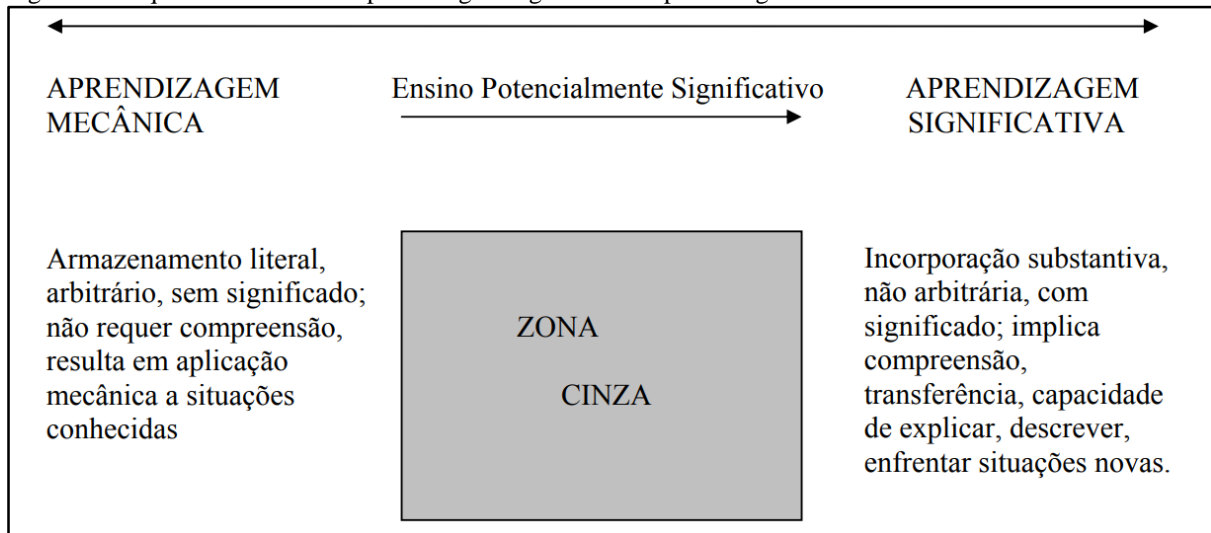 APRENDIZAGEM
MECÂNICA
Ensino Potencialmente Significativo
APRENDIZAGEM
SIGNIFICATIVA
Armazenamento literal,
arbitrário, sem significado;
não requer compreensão,
resulta em aplicação
mecânica a situações
conhecidas
ZONA
CINZA
Incorporação substantiva,
não arbitrária, com
significado; implica
compreensão,
transferência, capacidade
de explicar, descrever,
enfrentar situações novas.